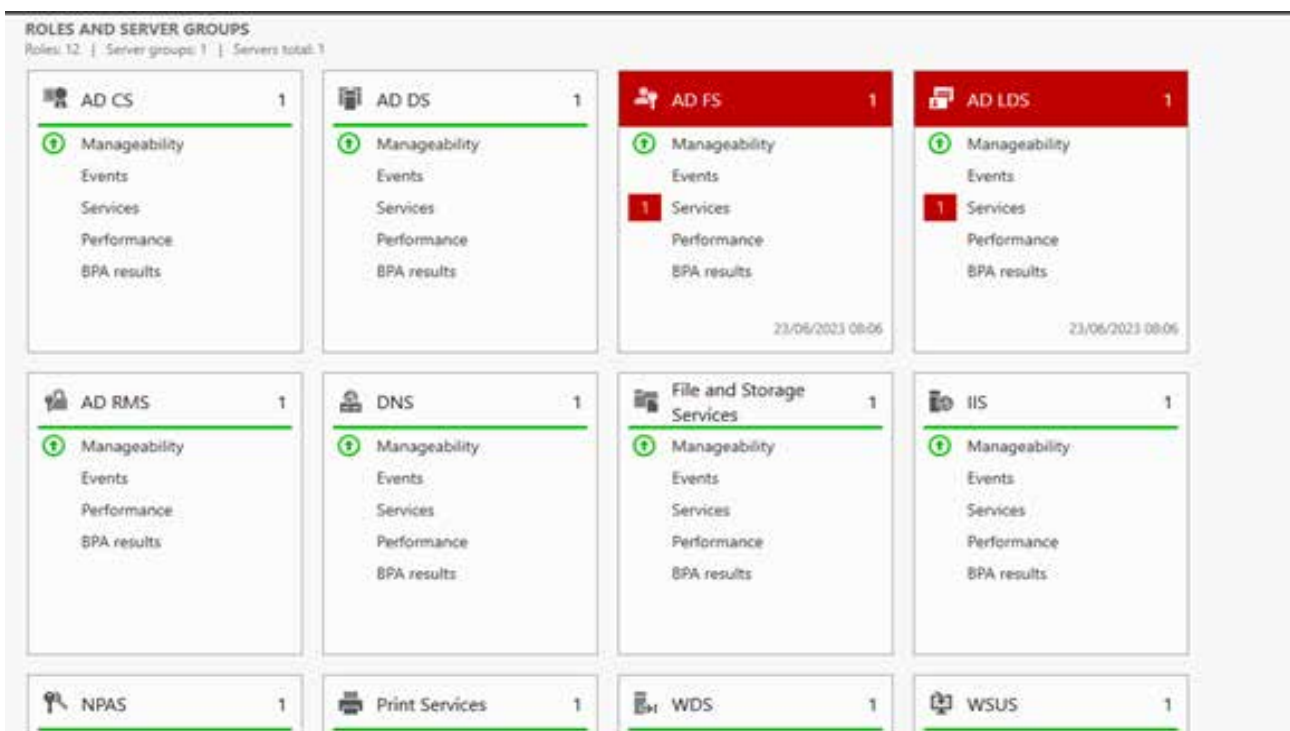 ROLES AND SERVER GROUPS
Roles: 12 | Server groups: 1 | Servers total: 1
AD CS 1
Manageability
Events
Services
Performance
BPA results
AD DS 1
Manageability
Events
Services
Performance
BPA results
AD FS 1
Manageability
Events
1 Services
Performance
BPA results
23/06/2023 08:06
AD LDS 1
Manageability
Events
1 Services
Performance
BPA results
23/06/2023 08:06
AD RMS 1
Manageability
Events
Performance
BPA results
DNS 1
Manageability
Events
Services
Performance
BPA results
File and Storage
Services 1
Manageability
Events
Services
Performance
BPA results
IIS 1
Manageability
Events
Services
Performance
BPA results
NPAS 1
Print Services 1
WDS 1
WSUS 1